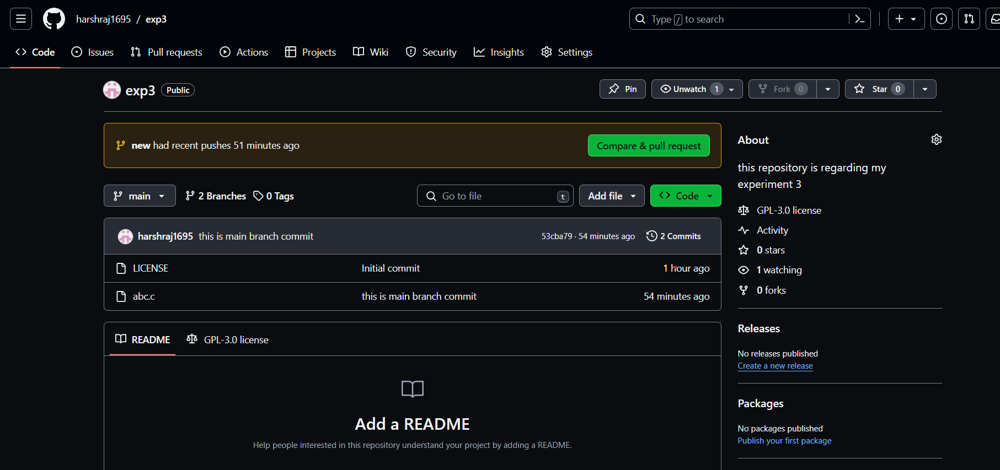 harshraj1695 / exp3
Type / to search
Code Issues Pull requests Actions Projects Wiki Security Insights Settings
exp3 Public
Pin Unwatch 1 Fork 0 Star 0
new had recent pushes 51 minutes ago
Compare & pull request
main 2 Branches 0 Tags
Go to file t Add file Code
harshraj1695 this is main branch commit 53cba79 · 54 minutes ago 2 Commits
LICENSE Initial commit 1 hour ago
abc.c this is main branch commit 54 minutes ago
README GPL-3.0 license
Add a README
Help people interested in this repository understand your project by adding a README.
About
this repository is regarding my
experiment 3
GPL-3.0 license
Activity
0 stars
1 watching
0 forks
Releases
No releases published
Create a new release
Packages
No packages published
Publish your first package